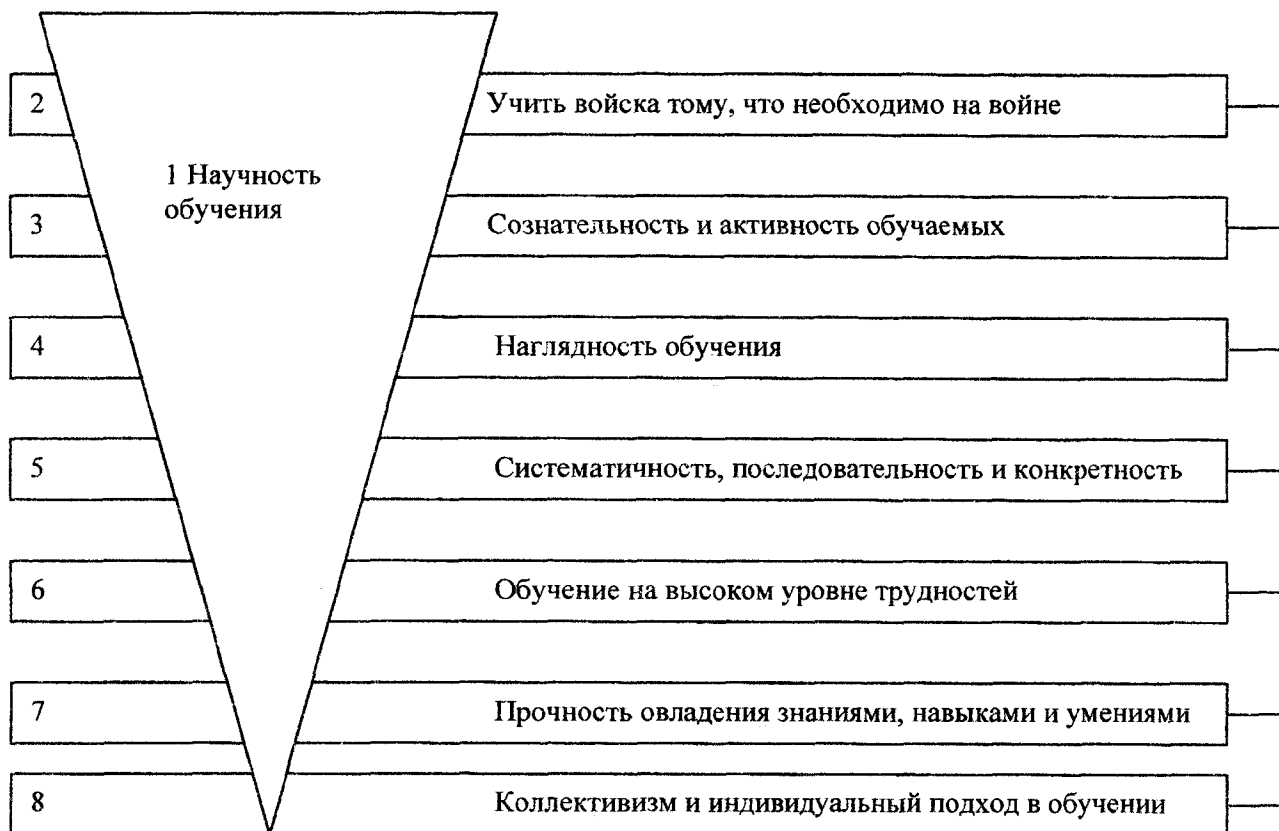 2 Учить войска тому, что необходимо на войне
1 Научность
обучения
3 Сознательность и активность обучаемых
4 Наглядность обучения
5 Систематичность, последовательность и конкретность
6 Обучение на высоком уровне трудностей
7 Прочность овладения знаниями, навыками и умениями
8 Коллективизм и индивидуальный подход в обучении